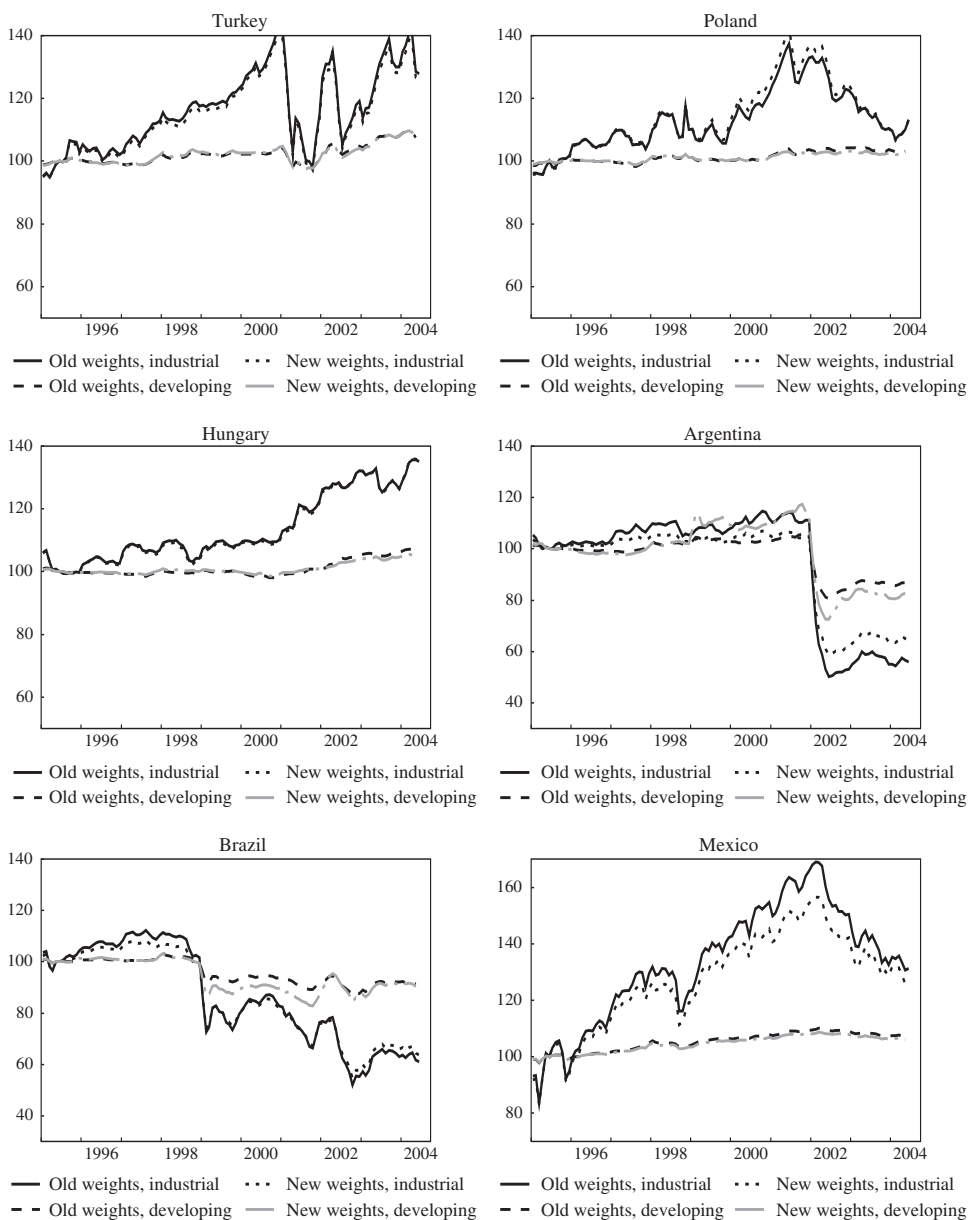 Turkey
140
120
100
80
60
1996 1998 2000 2002 2004
Old weights, industrial New weights, industrial
Old weights, developing New weights, developing
Poland
140
120
100
80
60
1996 1998 2000 2002 2004
Old weights, industrial New weights, industrial
Old weights, developing New weights, developing
Hungary
140
120
100
80
60
1996 1998 2000 2002 2004
Old weights, industrial New weights, industrial
Old weights, developing New weights, developing
Argentina
140
120
100
80
60
40
1996 1998 2000 2002 2004
Old weights, industrial New weights, industrial
Old weights, developing New weights, developing
Brazil
140
120
100
80
60
40
1996 1998 2000 2002 2004
Old weights, industrial New weights, industrial
Old weights, developing New weights, developing
Mexico
160
140
120
100
80
1996 1998 2000 2002 2004
Old weights, industrial New weights, industrial
Old weights, developing New weights, developing